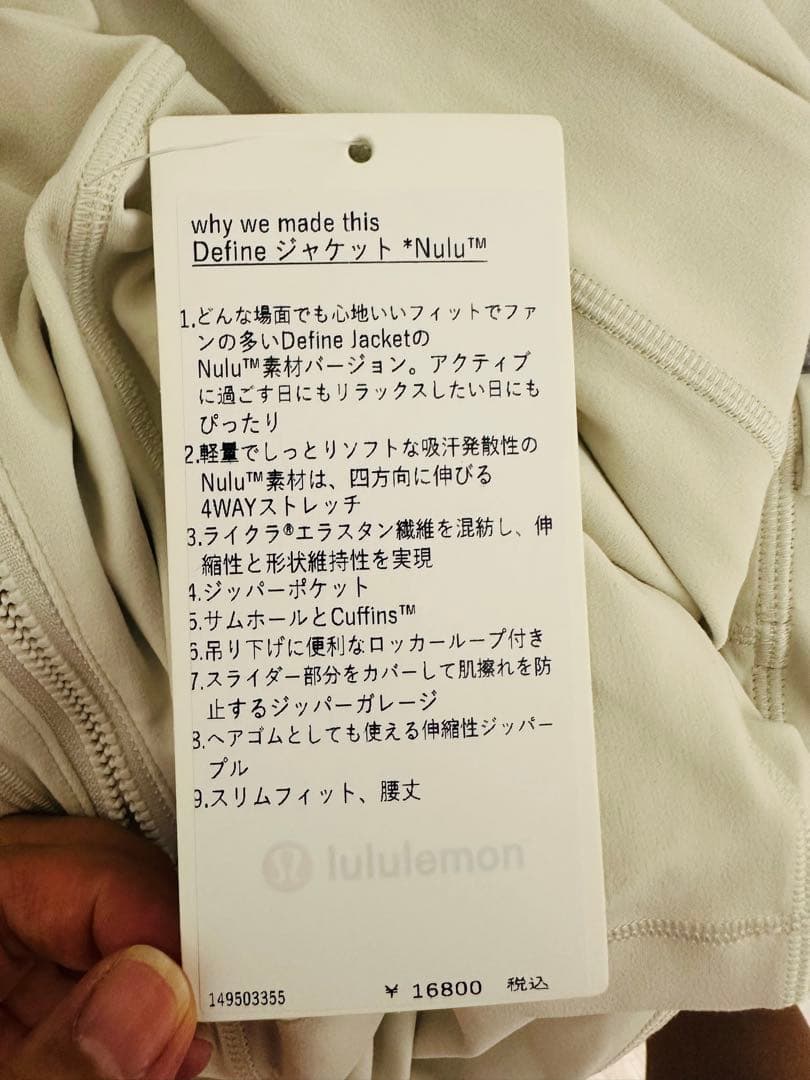 why we made this
Define ジャケット *Nulu™
1.どんな場面でも心地いいフィットでファ
ンの多いDefine Jacketの
Nulu™素材バージョン。アクティブ
に過ごす日にもリラックスしたい日にも
ぴったり
2.軽量でしっとりソフトな吸汗発散性の
Nulu™素材は、四方向に伸びる
4WAYストレッチ
3.ライクラ®エラスタン繊維を混紡し、伸
縮性と形状維持性を実現
4.ジッパーポケット
5.サムホールとCuffins™
6.吊り下げに便利なロッカーループ付き
7.スライダー部分をカバーして肌擦れを防
止するジッパーガレージ
8.ヘアゴムとしても使える伸縮性ジッパー
プル
9.スリムフィット、腰丈
lululemon
149503355 ¥ 16800 税込